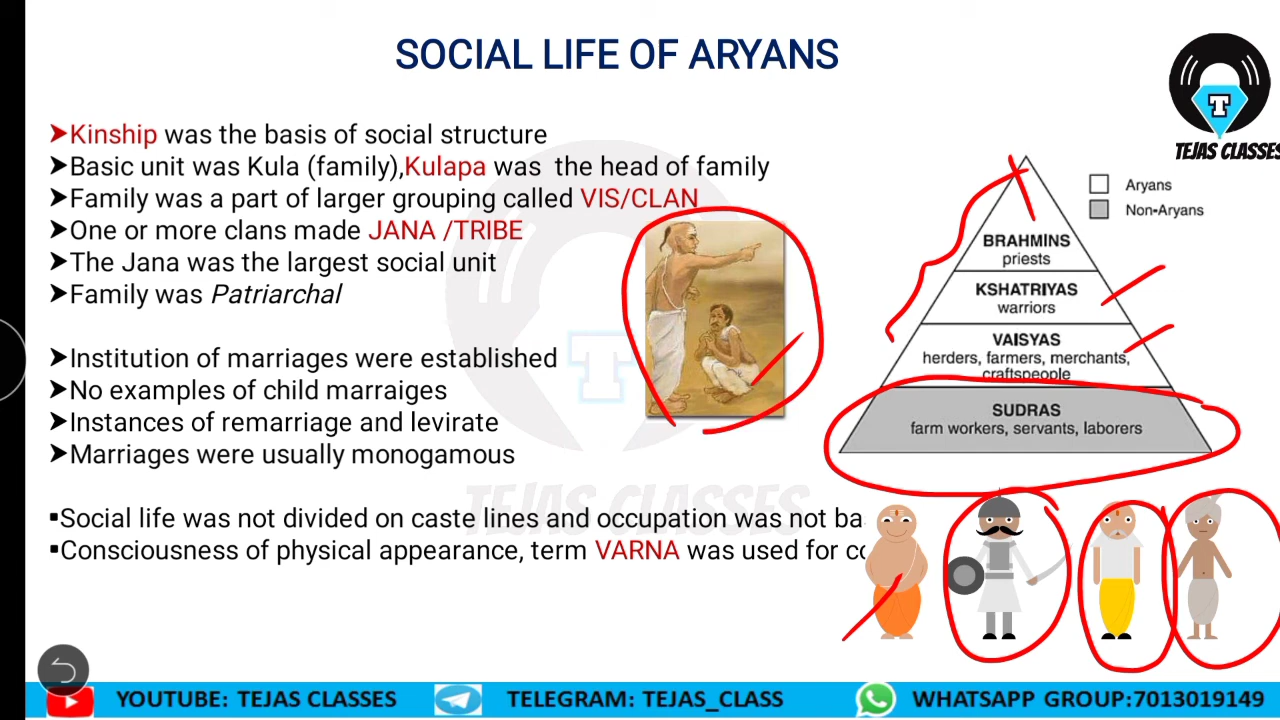 SOCIAL LIFE OF ARYANS
T
TEJAS CLASSES
➤Kinship was the basis of social structure
➤Basic unit was Kula (family),Kulapa was the head of family
➤Family was a part of larger grouping called VIS/CLAN
➤One or more clans made JANA /TRIBE
➤The Jana was the largest social unit
➤Family was Patriarchal
➤Institution of marriages were established
➤No examples of child marraiges
➤Instances of remarriage and levirate
➤Marriages were usually monogamous
▪Social life was not divided on caste lines and occupation was not ba
▪Consciousness of physical appearance, term VARNA was used for co
Aryans
Non-Aryans
BRAHMINS
priests
KSHATRIYAS
warriors
VAISYAS
herders, farmers, merchants,
craftspeople
SUDRAS
farm workers, servants, laborers
T
TEJAS CLASSES
YOUTUBE: TEJAS CLASSES
TELEGRAM: TEJAS_CLASS
WHATSAPP GROUP:7013019149